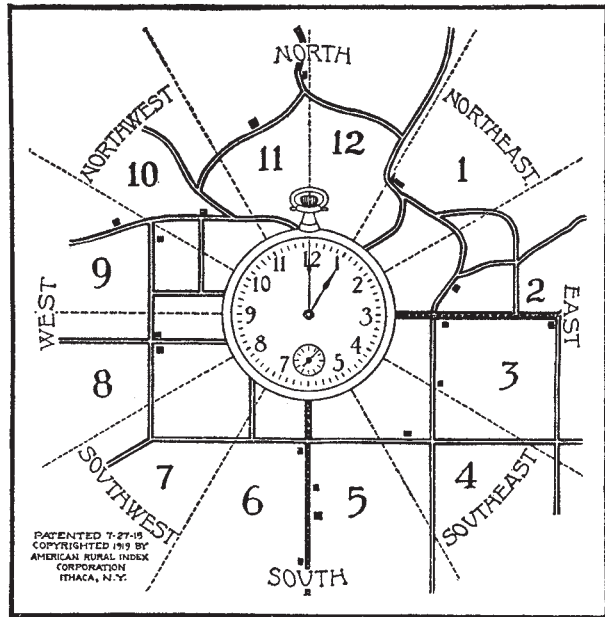 NORTH
NORTHWEST
NORTHEAST
12
11
1
10
12
11
1
10
2
9
9
3
2
WEST
EAST
8
4
7
5
8
3
7
6
5
4
SOUTHWEST
SOUTHEAST
SOUTH
PATENTED 7-27-15
COPYRIGHTED 1919 BY
AMERICAN RURAL INDEX
CORPORATION
ITHACA, N.Y.